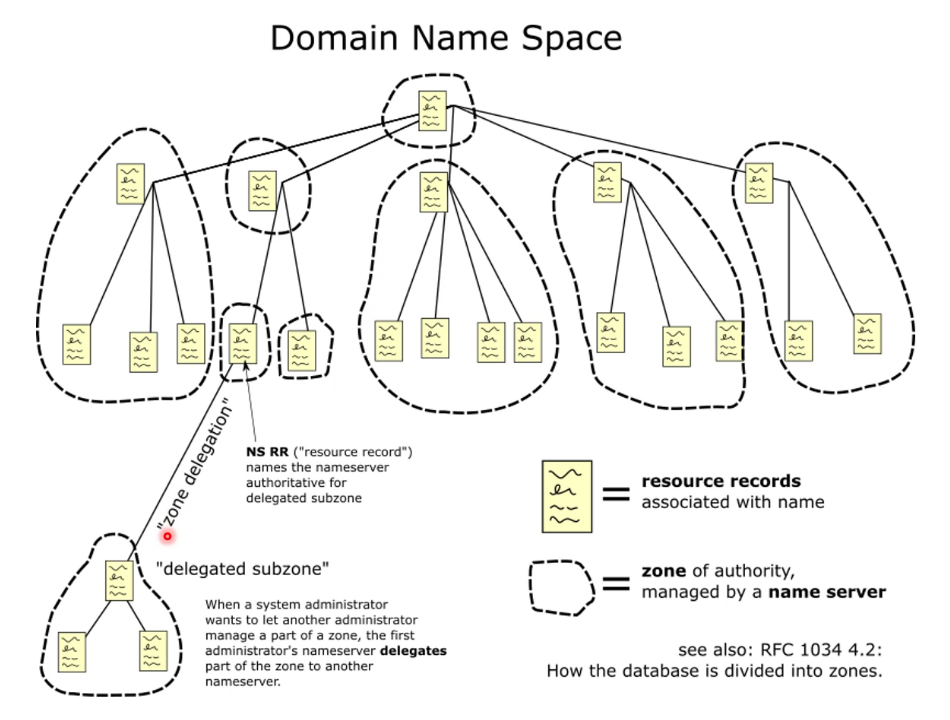 Domain Name Space
"zone delegation"
NS RR ("resource record")
names the nameserver
authoritative for
delegated subzone
"delegated subzone"
When a system administrator
wants to let another administrator
manage a part of a zone, the first
administrator's nameserver delegates
part of the zone to another
nameserver.
= resource records
associated with name
= zone of authority,
managed by a name server
see also: RFC 1034 4.2:
How the database is divided into zones.